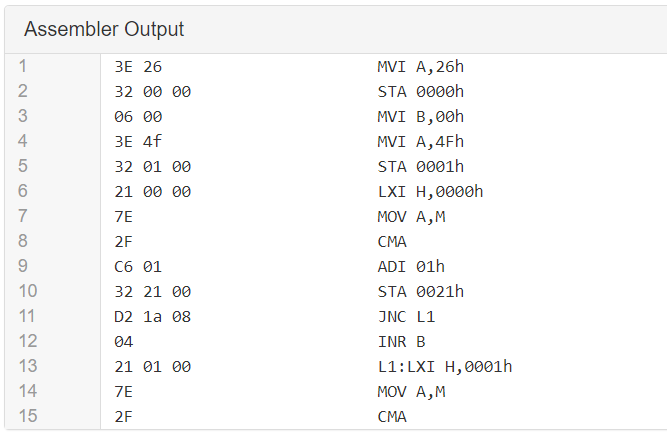 Assembler Output
1 3E 26 MVI A,26h
2 32 00 00 STA 0000h
3 06 00 MVI B,00h
4 3E 4f MVI A,4Fh
5 32 01 00 STA 0001h
6 21 00 00 LXI H,0000h
7 7E MOV A,M
8 2F CMA
9 C6 01 ADI 01h
10 32 21 00 STA 0021h
11 D2 1a 08 JNC L1
12 04 INR B
13 21 01 00 L1:LXI H,0001h
14 7E MOV A,M
15 2F CMA